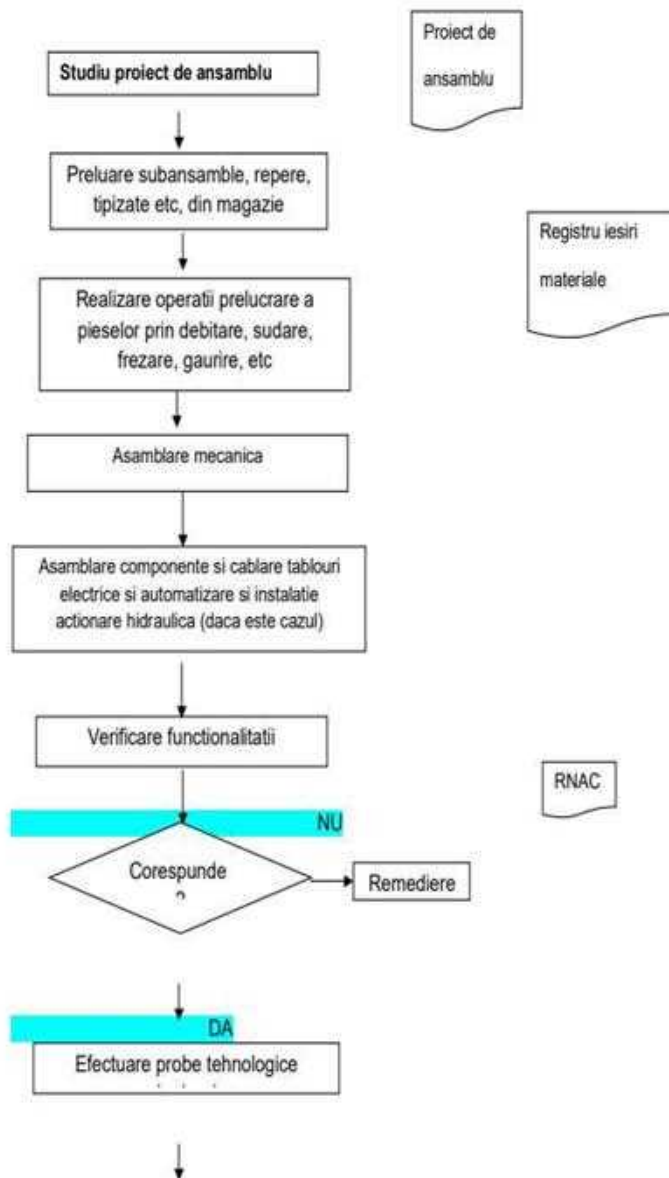 Studiu proiect de ansamblu
Proiect de
ansamblu
Preluare subansamble, repere,
tipizate etc, din magazie
Registru iesiri
materiale
Realizare operatii prelucrare a
pieselor prin debitare, sudare,
frezare, gaurire, etc
Asamblare mecanica
Asamblare componente si cablare tablouri
electrice si automatizare si instalatie
actionare hidraulica (daca este cazul)
Verificare functionalitatii
RNAC
NU
Corespunde
?
Remediere
DA
Efectuare probe tehnologice